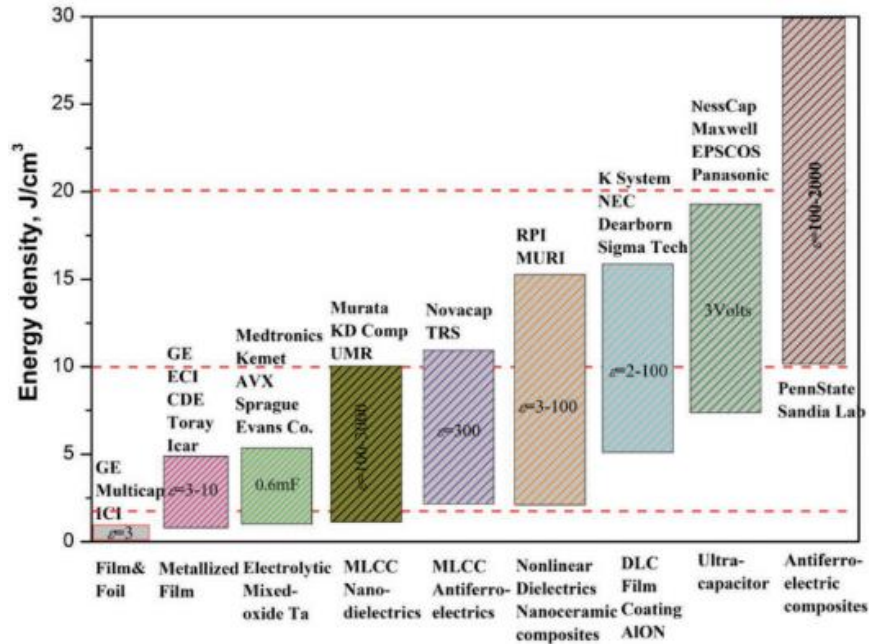 Energy density, J/cm³
30
25
20
15
10
5
0
GE
Multicap
ICI
ε=3
Film&
Foil
GE
ECI
CDE
Toray
Icar
ε=3-10
Metallized
Film
Medtronics
Kemet
AVX
Sprague
Evans Co.
0.6mF
Electrolytic
Mixed-
oxide Ta
Murata
KD Comp
UMR
ε=100-3000
MLCC
Nano-
dielectrics
Novacap
TRS
ε=300
MLCC
Antiferro-
electrics
RPI
MURI
ε=3-100
Nonlinear
Dielectrics
Nanoceramic
composites
K System
NEC
Dearborn
Sigma Tech
ε=2-100
DLC
Film
Coating
AlON
NessCap
Maxwell
EPSCOS
Panasonic
3Volts
Ultra-
capacitor
ε=100-2000
PennState
Sandia Lab
Antiferro-
electric
composites